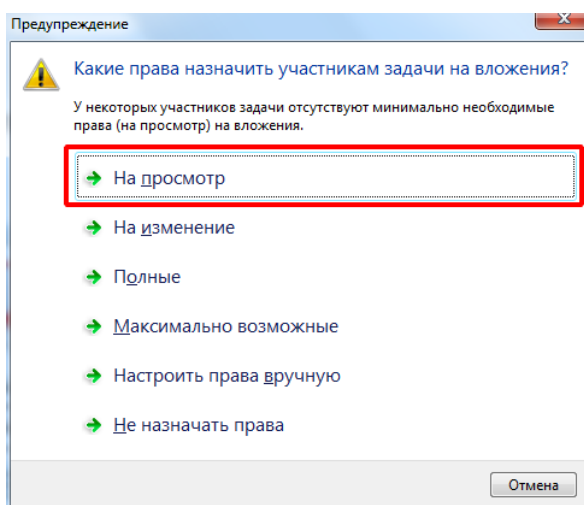 Предупреждение
Какие права назначить участникам задачи на вложения?
У некоторых участников задачи отсутствуют минимально необходимые
права (на просмотр) на вложения.
На просмотр
На изменение
Полные
Максимально возможные
Настроить права вручную
Не назначать права
Отмена